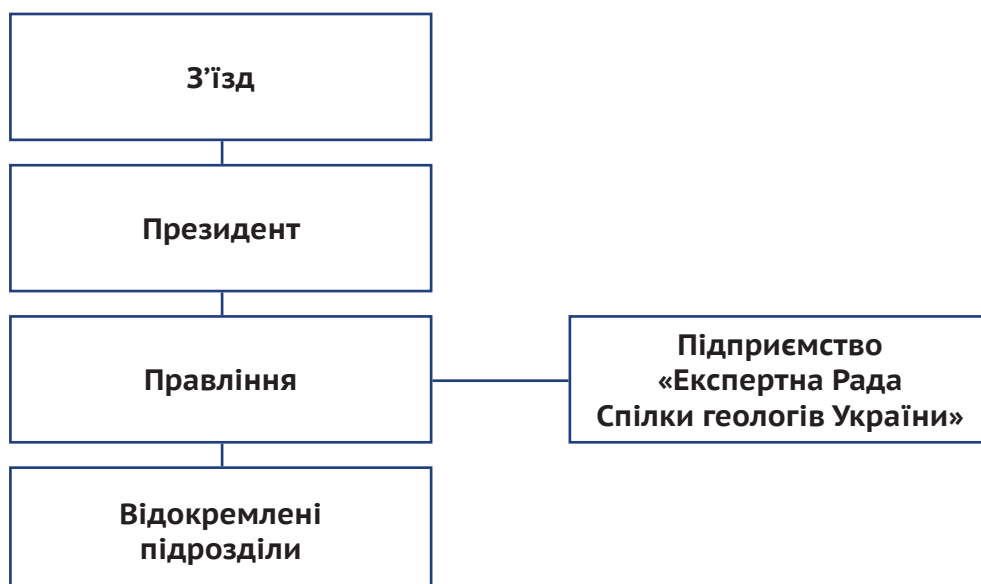 З’їзд
Президент
Правління
Підприємство
«Експертна Рада
Спілки геологів України»
Відокремлені
підрозділи